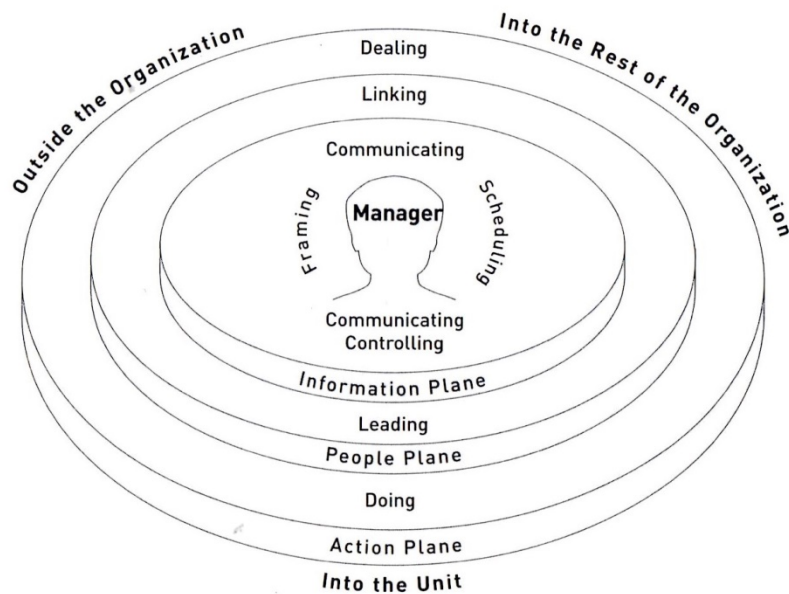 Outside the Organization
Into the Rest of the Organization
Dealing
Linking
Communicating
Framing
Manager
Scheduling
Communicating
Controlling
Information Plane
Leading
People Plane
Doing
Action Plane
Into the Unit